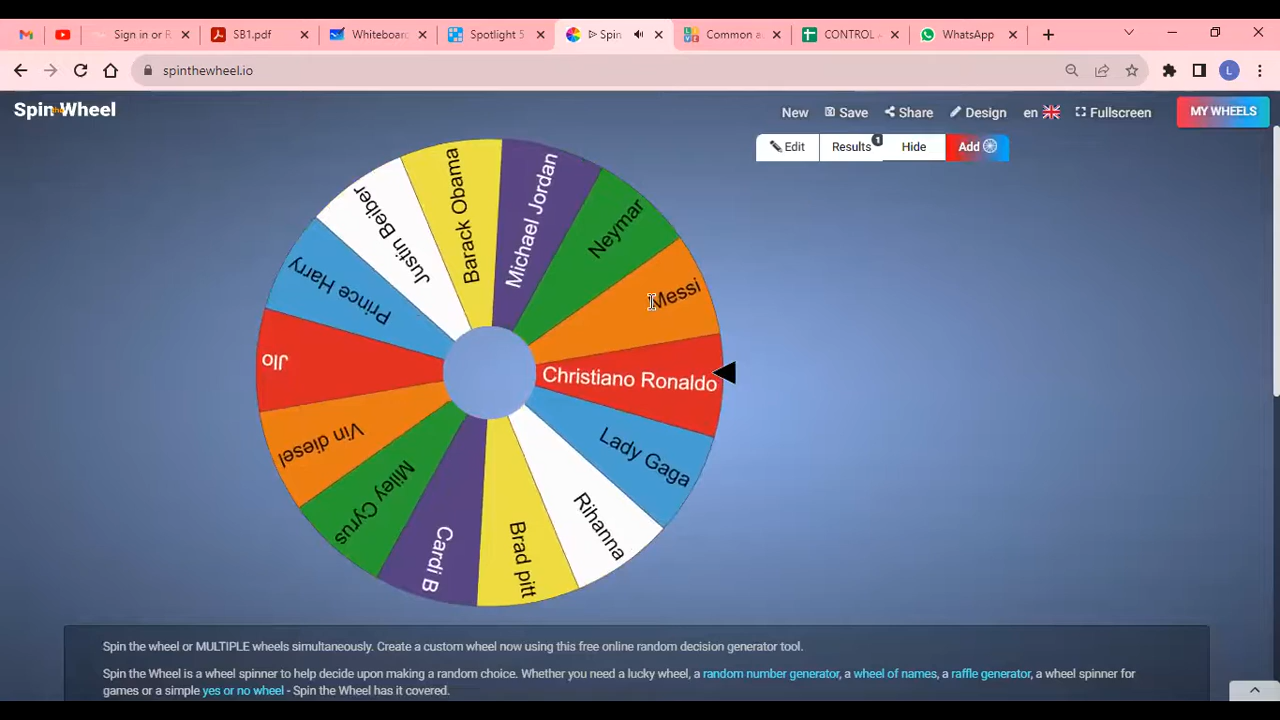 Sign in or R
SB1.pdf
Whiteboard
Spotlight 5
Spin
Common a
CONTROL
WhatsApp
spinthewheel.io
L
Spin the Wheel
New
Save
Share
Design
en
Fullscreen
MY WHEELS
Edit
Results 1
Hide
Add
Michael Jordan
Neymar
Messi
Christiano Ronaldo
Lady Gaga
Rihanna
Brad pitt
Cardi B
Miley Cyrus
Vin diesel
Jlo
Prince Harry
Justin Beiber
Barack Obama
Spin the wheel or MULTIPLE wheels simultaneously. Create a custom wheel now using this free online random decision generator tool.
Spin the Wheel is a wheel spinner to help decide upon making a random choice. Whether you need a lucky wheel, a random number generator, a wheel of names, a raffle generator, a wheel spinner for
games or a simple yes or no wheel - Spin the Wheel has it covered.